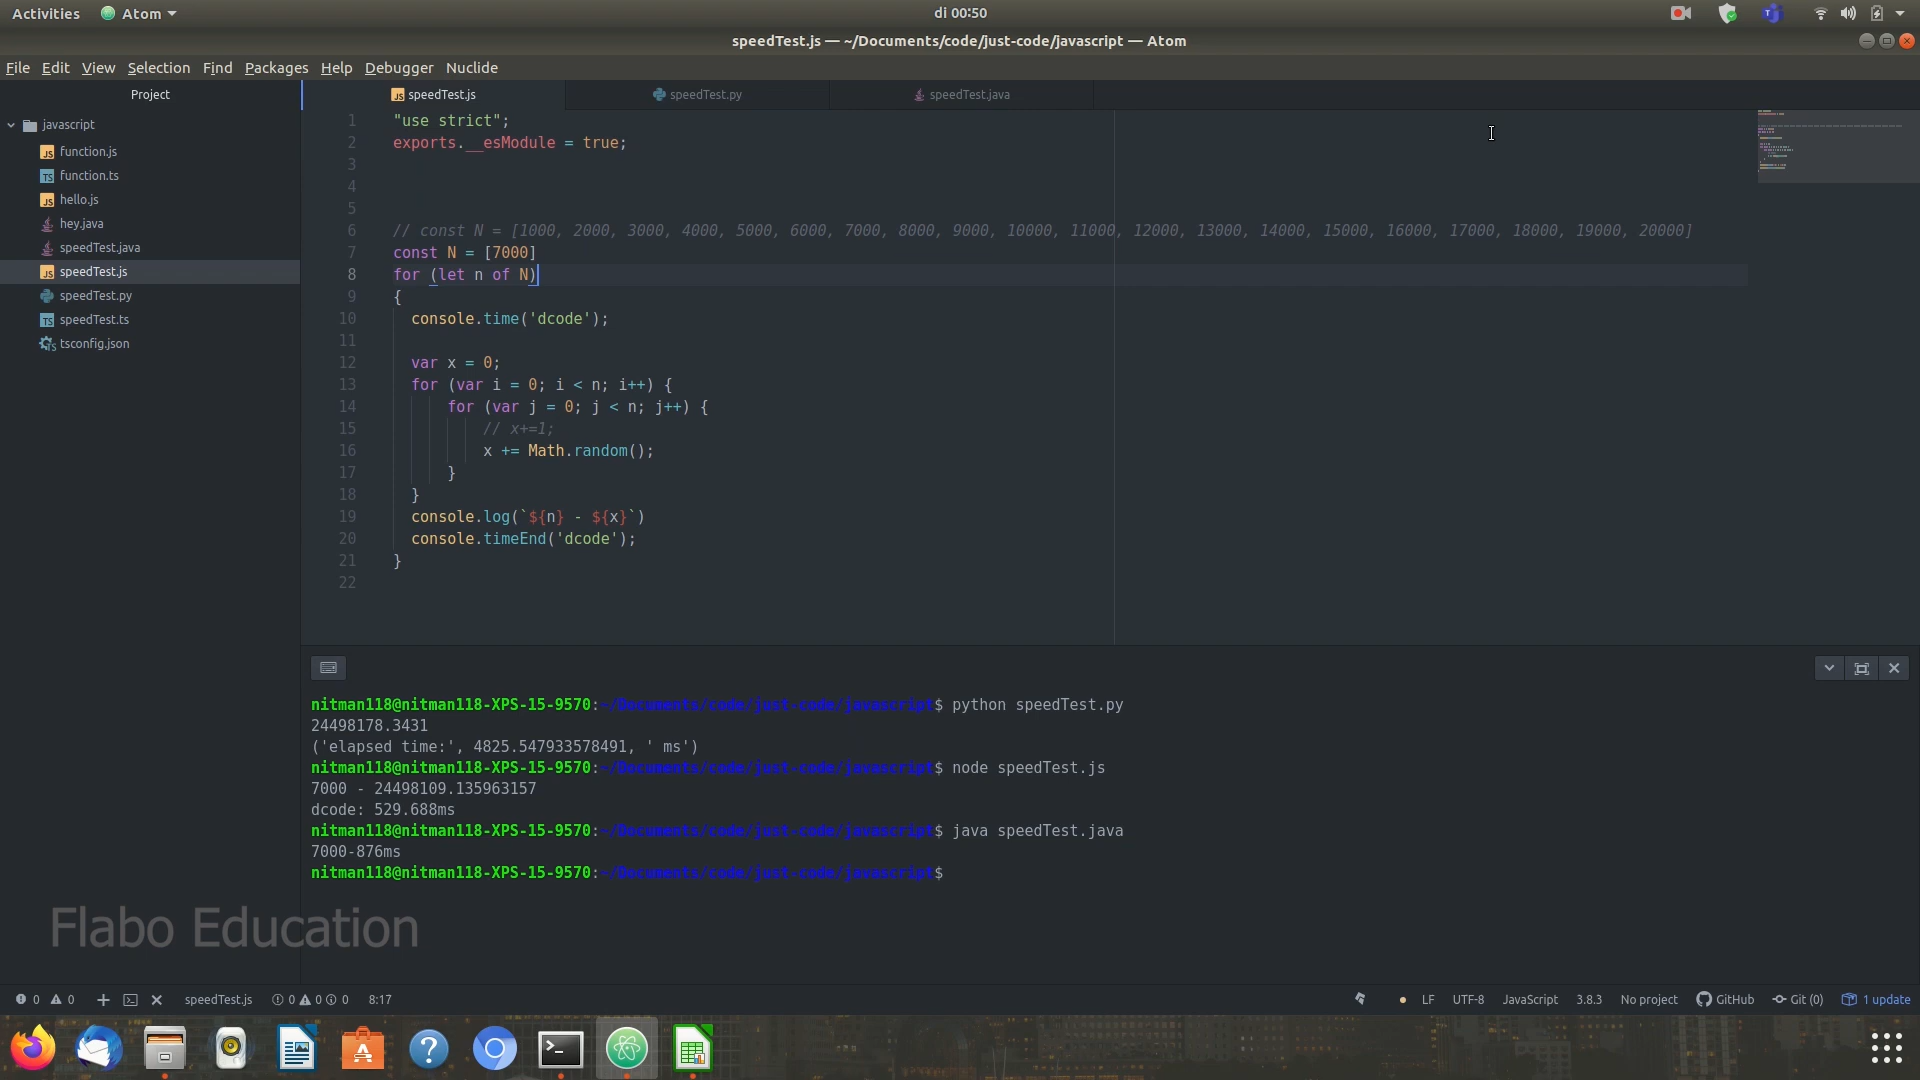 Activities Atom di 00:50
speedTest.js — ~/Documents/code/just-code/javascript — Atom
File Edit View Selection Find Packages Help Debugger Nuclide
Project
speedTest.js speedTest.py speedTest.java
javascript
function.js
function.ts
hello.js
hey.java
speedTest.java
speedTest.js
speedTest.py
speedTest.ts
tsconfig.json
1 "use strict";
2 exports.__esModule = true;
3
4
5
6 // const N = [1000, 2000, 3000, 4000, 5000, 6000, 7000, 8000, 9000, 10000, 11000, 12000, 13000, 14000, 15000, 16000, 17000, 18000, 19000, 20000]
7 const N = [7000]
8 for (let n of N)
9 {
10 console.time('dcode');
11
12 var x = 0;
13 for (var i = 0; i < n; i++) {
14 for (var j = 0; j < n; j++) {
15 // x+=1;
16 x += Math.random();
17 }
18 }
19 console.log(`${n} - ${x}`)
20 console.timeEnd('dcode');
21 }
22
nitman118@nitman118-XPS-15-9570:~/Documents/code/just-code/javascript$ python speedTest.py
24498178.3431
('elapsed time:', 4825.547933578491, ' ms')
nitman118@nitman118-XPS-15-9570:~/Documents/code/just-code/javascript$ node speedTest.js
7000 - 24498109.135963157
dcode: 529.688ms
nitman118@nitman118-XPS-15-9570:~/Documents/code/just-code/javascript$ java speedTest.java
7000-876ms
nitman118@nitman118-XPS-15-9570:~/Documents/code/just-code/javascript$
Flabo Education
0 0 speedTest.js 0 0 0 8:17 LF UTF-8 JavaScript 3.8.3 No project GitHub Git (0) 1 update